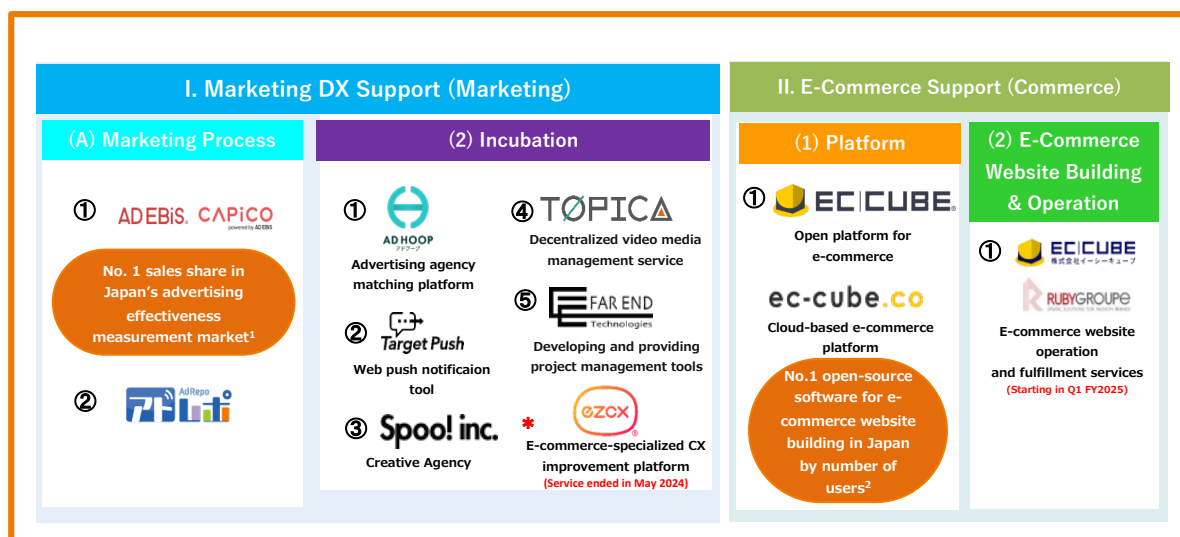 I. Marketing DX Support (Marketing)
(A) Marketing Process
①
AD EBiS. CAPiCO
powered by AD EBiS
No. 1 sales share in
Japan's advertising
effectiveness
measurement market1
②
AdRepo
アドレポ
(2) Incubation
①
AD HOOP
アドフープ
Advertising agency
matching platform
②
Target Push
Web push notificaion
tool
③
Spoo! inc.
Creative Agency
④
TOPICA
Decentralized video media
management service
⑤
FAR END
Technologies
Developing and providing
project management tools
*
ezcx
®
E-commerce-specialized CX
improvement platform
(Service ended in May 2024)
II. E-Commerce Support (Commerce)
(1) Platform
①
EC CUBE®
Open platform for
e-commerce
ec-cube.co
Cloud-based e-commerce
platform
No.1 open-source
software for e-
commerce website
building in Japan
by number of
users2
(2) E-Commerce
Website Building
& Operation
①
EC CUBE
株式会社イーシーキューブ
RUBYGROUPe
DIGITAL SOLUTIONS FOR FASHION BRANDS
E-commerce website
operation
and fulfillment services
(Starting in Q1 FY2025)